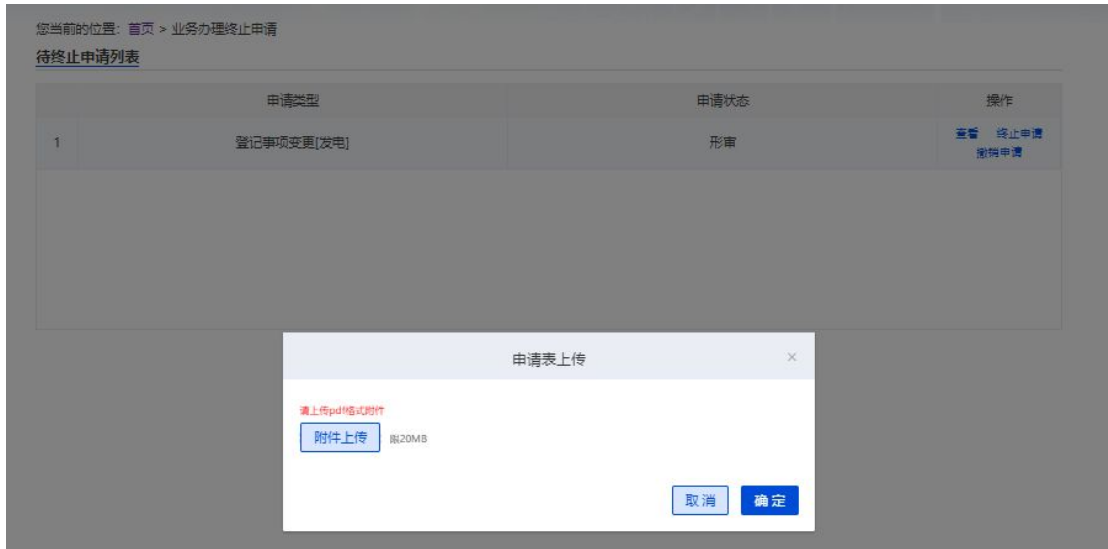 您当前的位置：首页 > 业务办理终止申请
待终止申请列表
申请类型 申请状态 操作
1 登记事项变更[发电] 形审 查看 终止申请
撤销申请
申请表上传 ×
请上传pdf格式附件
附件上传 限20MB
取消 确定